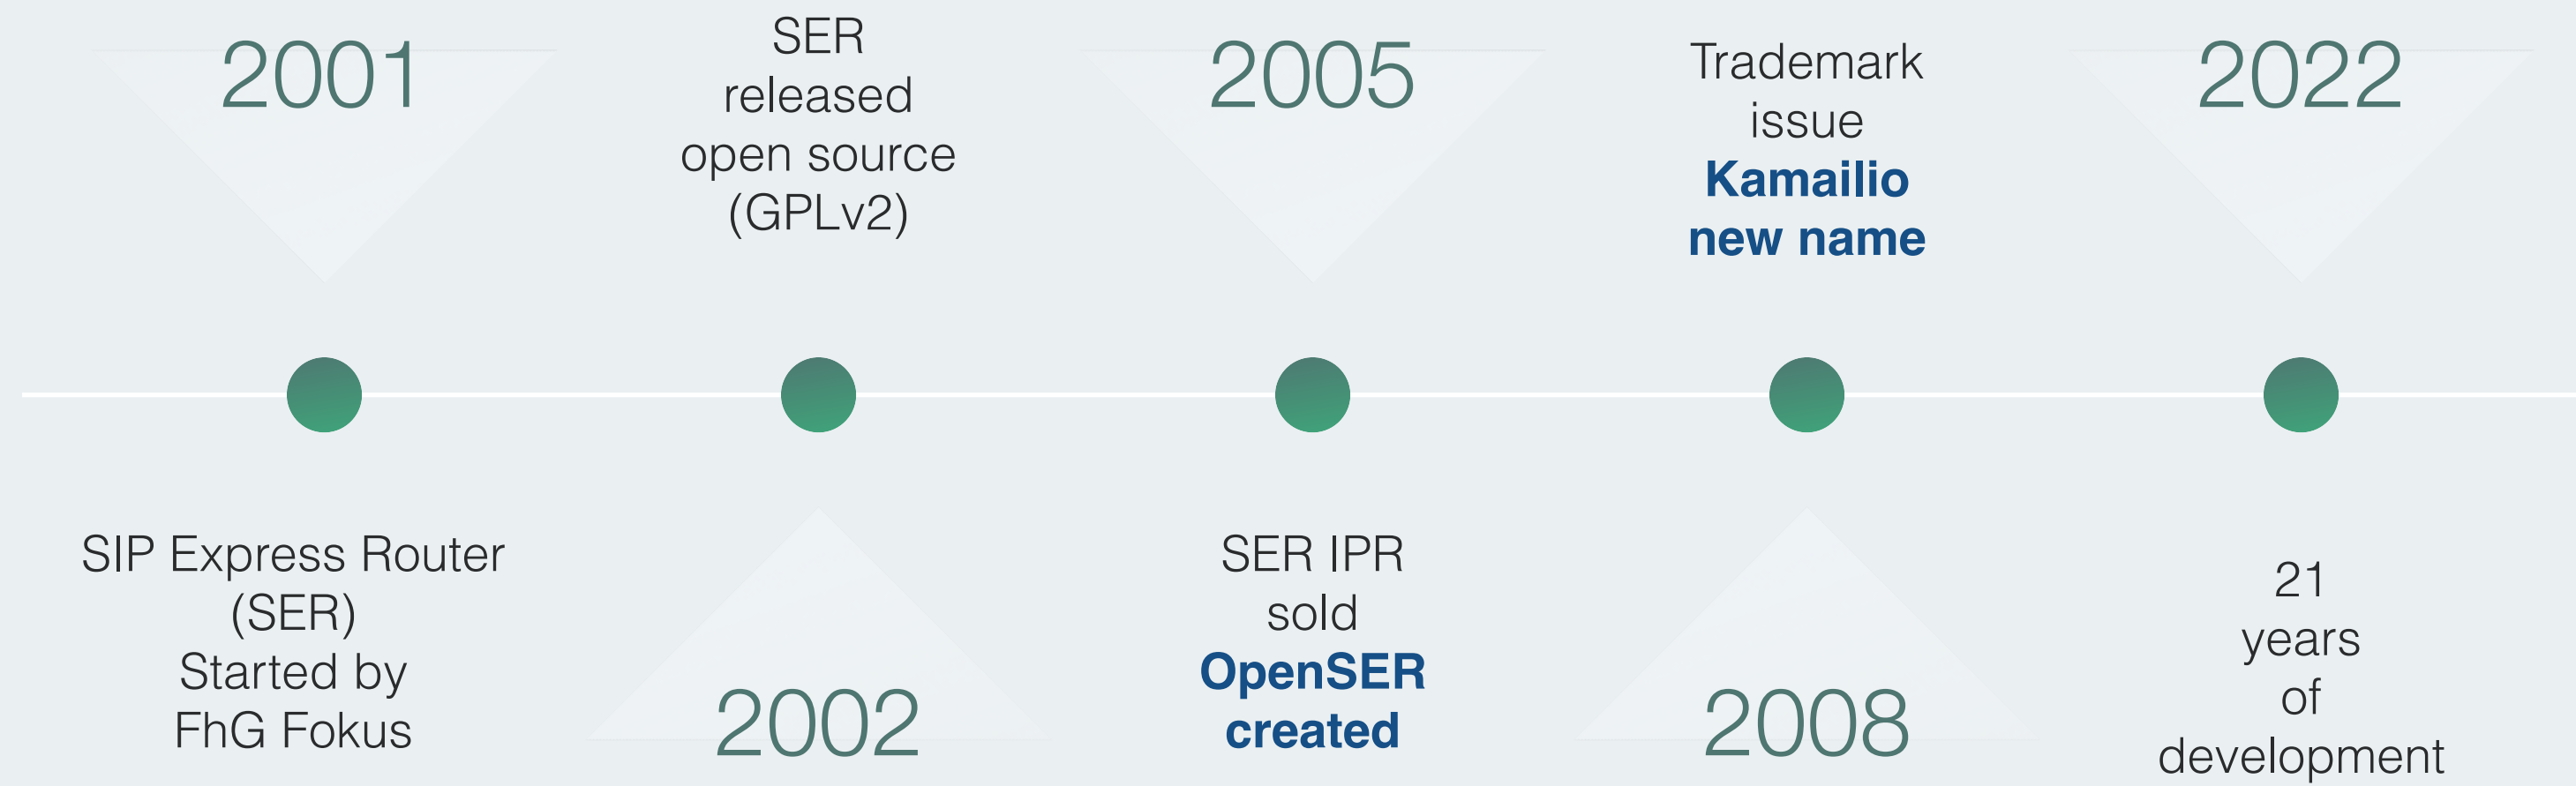 2001
SIP Express Router
(SER)
Started by
FhG Fokus
SER
released
open source
(GPLv2)
2002
2005
SER IPR
sold
OpenSER
created
Trademark
issue
Kamailio
new name
2008
2022
21
years
of
development